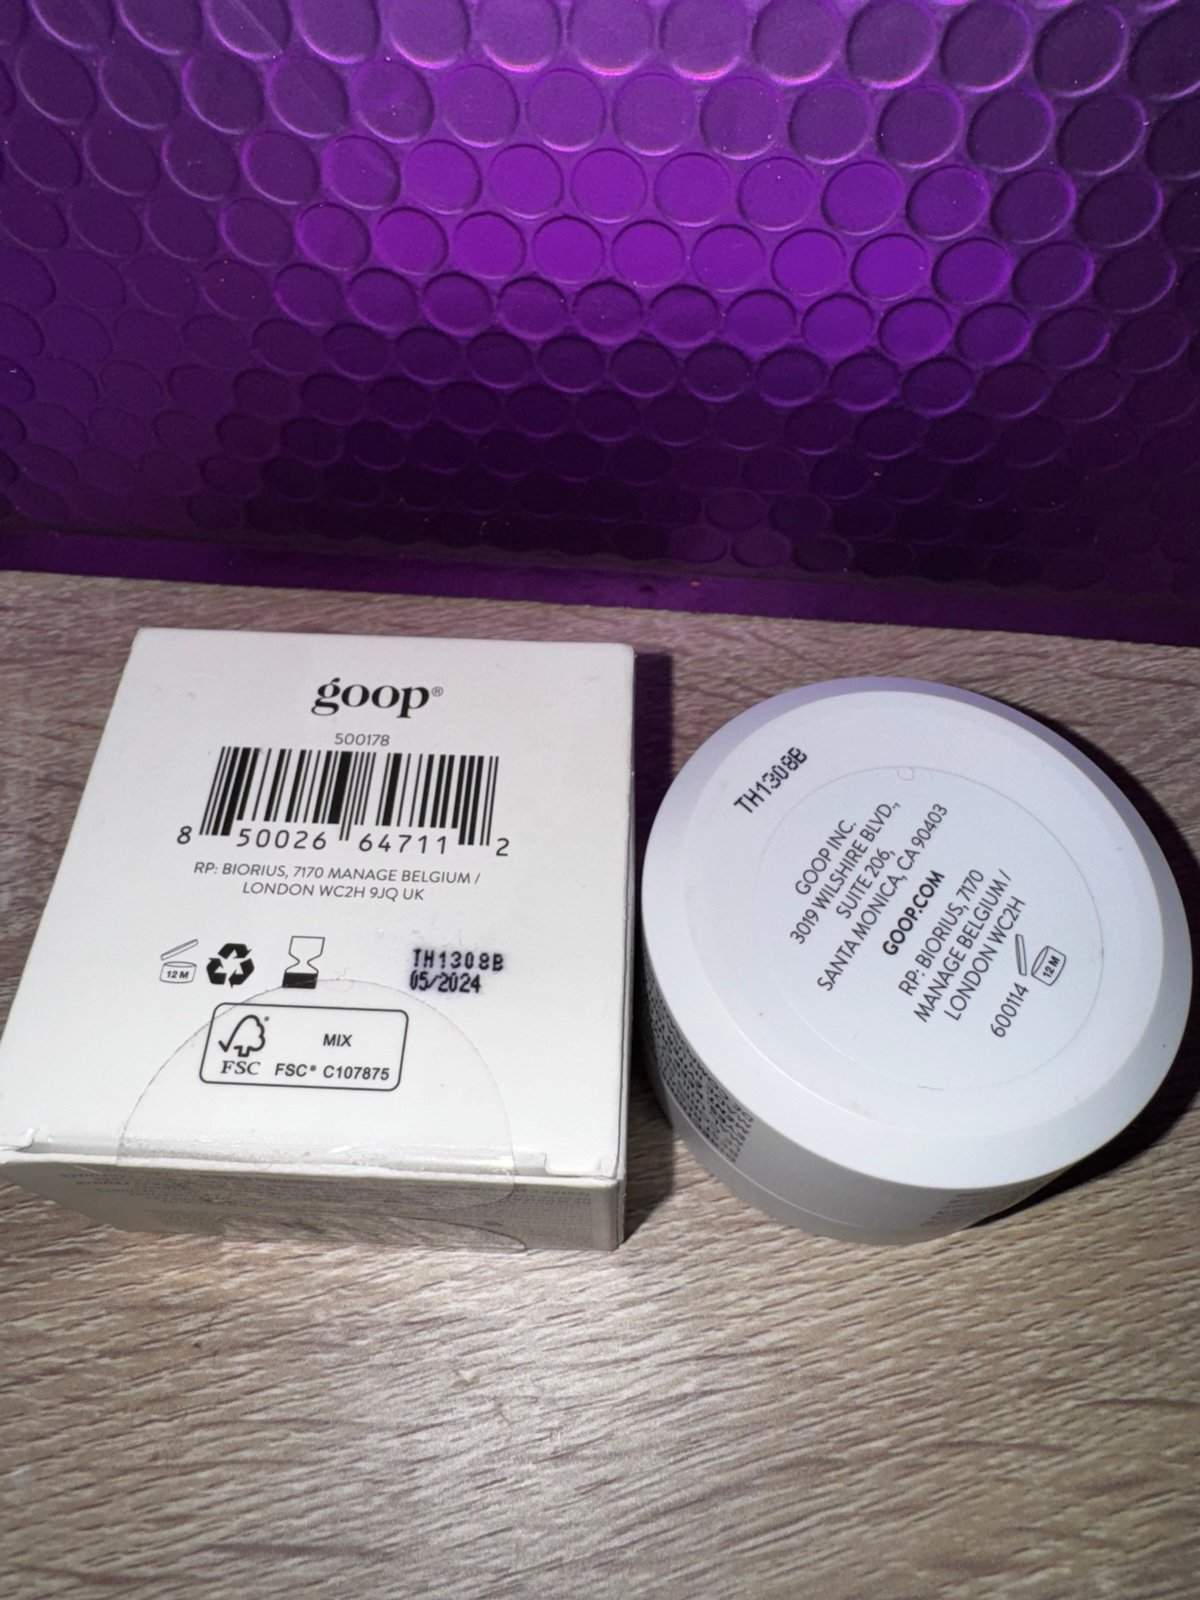 goop®
500178
8 50026 64711 2
RP: BIORIUS, 7170 MANAGE BELGIUM /
LONDON WC2H 9JQ UK
12 M
TH1308B
05/2024
MIX
FSC
FSC® C107875
TH1308B
GOOP INC.
3019 WILSHIRE BLVD.,
SUITE 206,
SANTA MONICA, CA 90403
GOOP.COM
RP: BIORIUS, 7170
MANAGE BELGIUM /
LONDON WC2H
600114
12 M